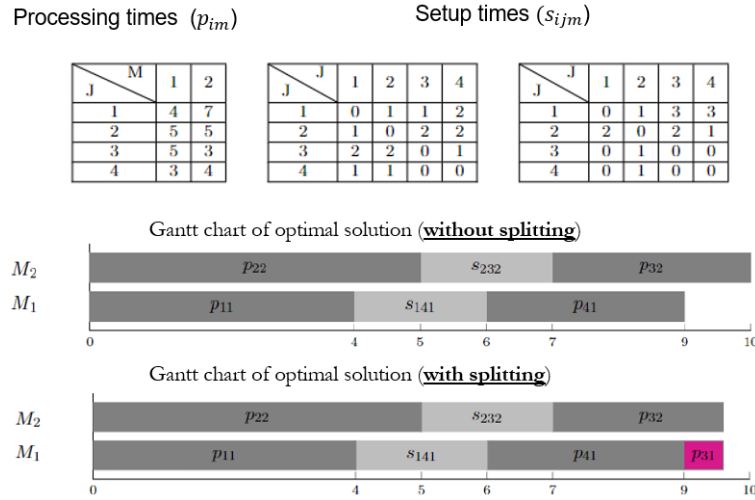 Processing times (p_im) Setup times (s_ijm)
M J J
J 1 2 J 1 2 3 4 J 1 2 3 4
1 4 7 1 0 1 1 2 1 0 1 3 3
2 5 5 2 1 0 2 2 2 2 0 2 1
3 5 3 3 2 2 0 1 3 0 1 0 0
4 3 4 4 1 1 0 0 4 0 1 0 0
Gantt chart of optimal solution (without splitting)
M2 p22 s232 p32
M1 p11 s141 p41
0 4 5 6 7 9 10
Gantt chart of optimal solution (with splitting)
M2 p22 s232 p32
M1 p11 s141 p41 p31
0 4 5 6 7 9 10